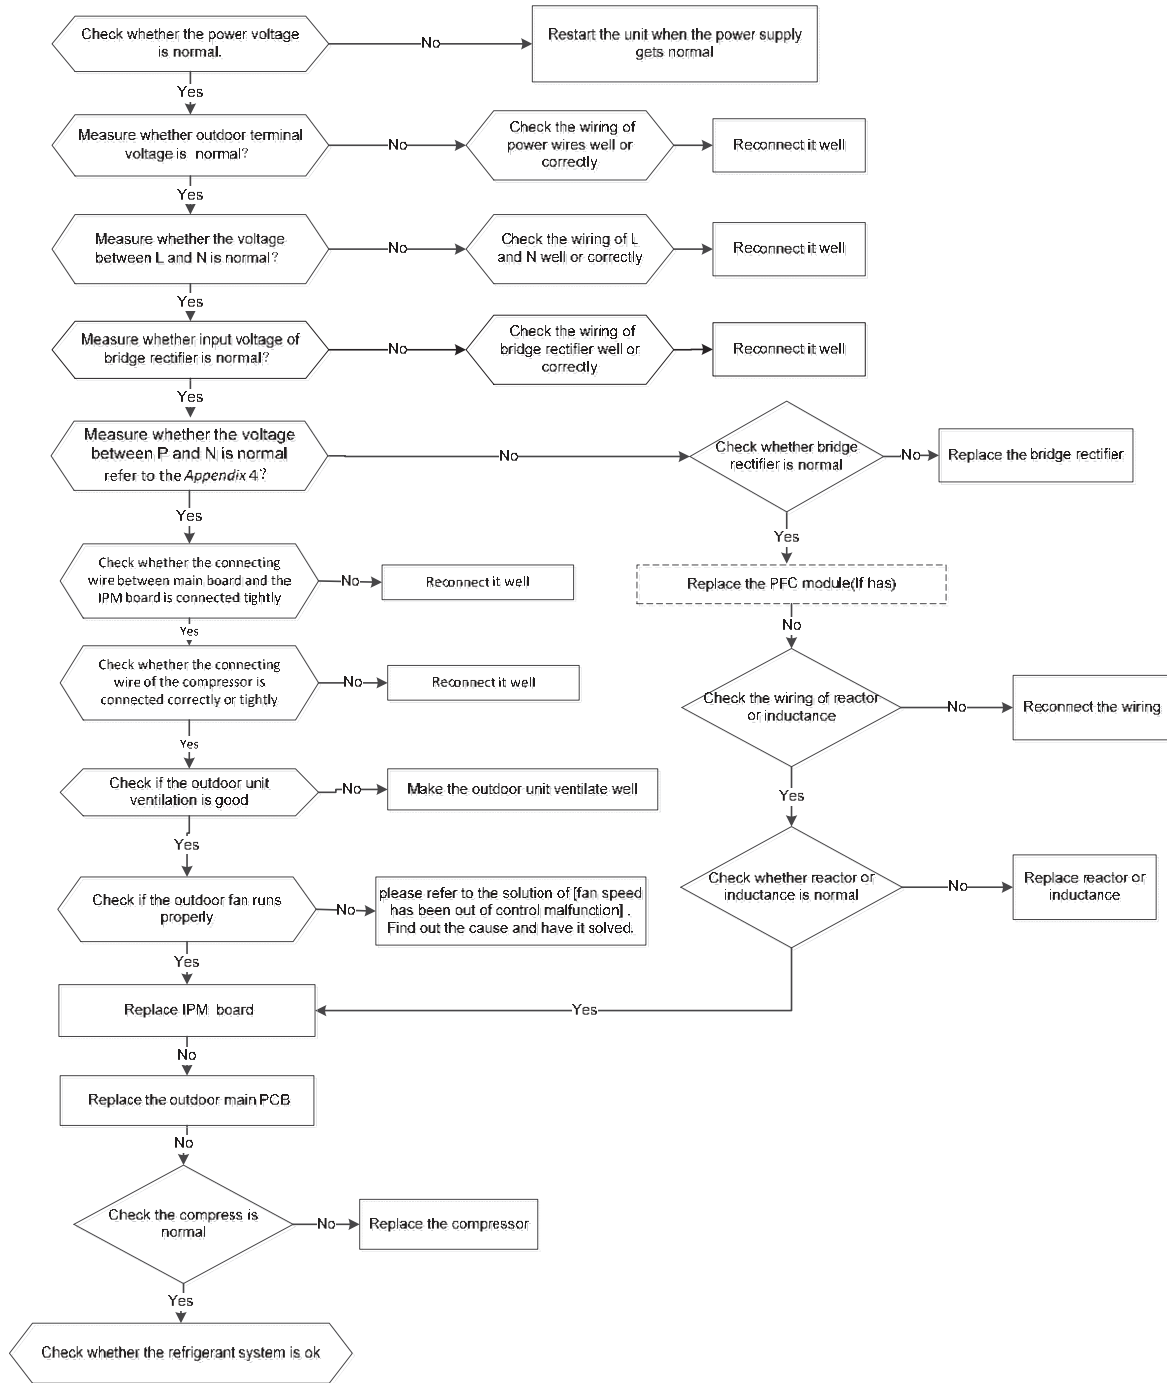 Check whether the power voltage
is normal.
No
Restart the unit when the power supply
gets normal
Yes
Measure whether outdoor terminal
voltage is normal?
No
Check the wiring of
power wires well or
correctly
Reconnect it well
Yes
Measure whether the voltage
between L and N is normal?
No
Check the wiring of L
and N well or correctly
Reconnect it well
Yes
Measure whether input voltage of
bridge rectifier is normal?
No
Check the wiring of
bridge rectifier well or
correctly
Reconnect it well
Yes
Measure whether the voltage
between P and N is normal
refer to the Appendix 4?
No
Check whether bridge
rectifier is normal
No
Replace the bridge rectifier
Yes
Yes
Check whether the connecting
wire between main board and the
IPM board is connected tightly
No
Reconnect it well
Replace the PFC module(If has)
No
Yes
Check whether the connecting
wire of the compressor is
connected correctly or tightly
No
Reconnect it well
Check the wiring of reactor
or inductance
No
Reconnect the wiring
Yes
Check if the outdoor unit
ventilation is good
No
Make the outdoor unit ventilate well
Yes
Yes
Check if the outdoor fan runs
properly
No
please refer to the solution of [fan speed
has been out of control malfunction] .
Find out the cause and have it solved.
Check whether reactor or
inductance is normal
No
Replace reactor or
inductance
Yes
Replace IPM board
Yes
No
Replace the outdoor main PCB
No
Check the compress is
normal
No
Replace the compressor
Yes
Check whether the refrigerant system is ok